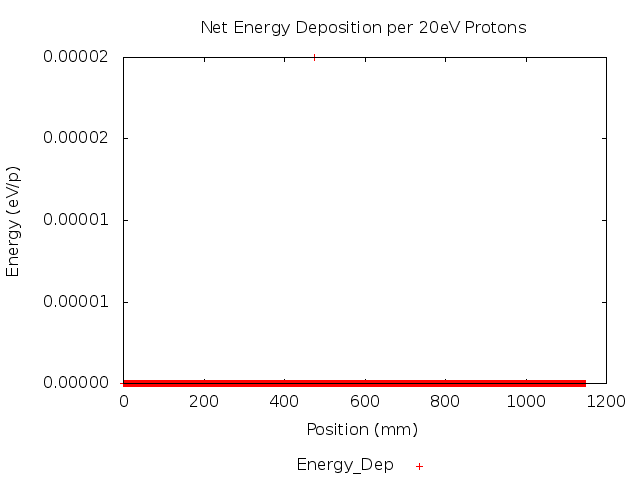 Net Energy Deposition per 20eV Protons
0.00002
0.00002
0.00001
0.00001
0.00000
Energy (eV/p)
0 200 400 600 800 1000 1200
Position (mm)
Energy_Dep